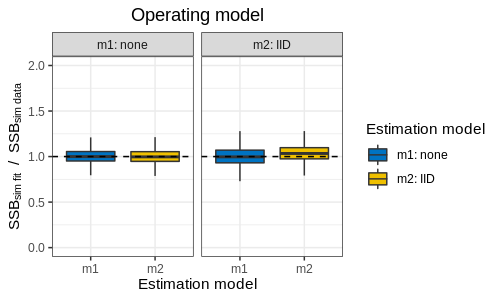 Operating model
m1: none
m2: IID
SSBsim fit / SSBsim data
2.0
1.5
1.0
0.5
0.0
m1
m2
m1
m2
Estimation model
Estimation model
m1: none
m2: IID